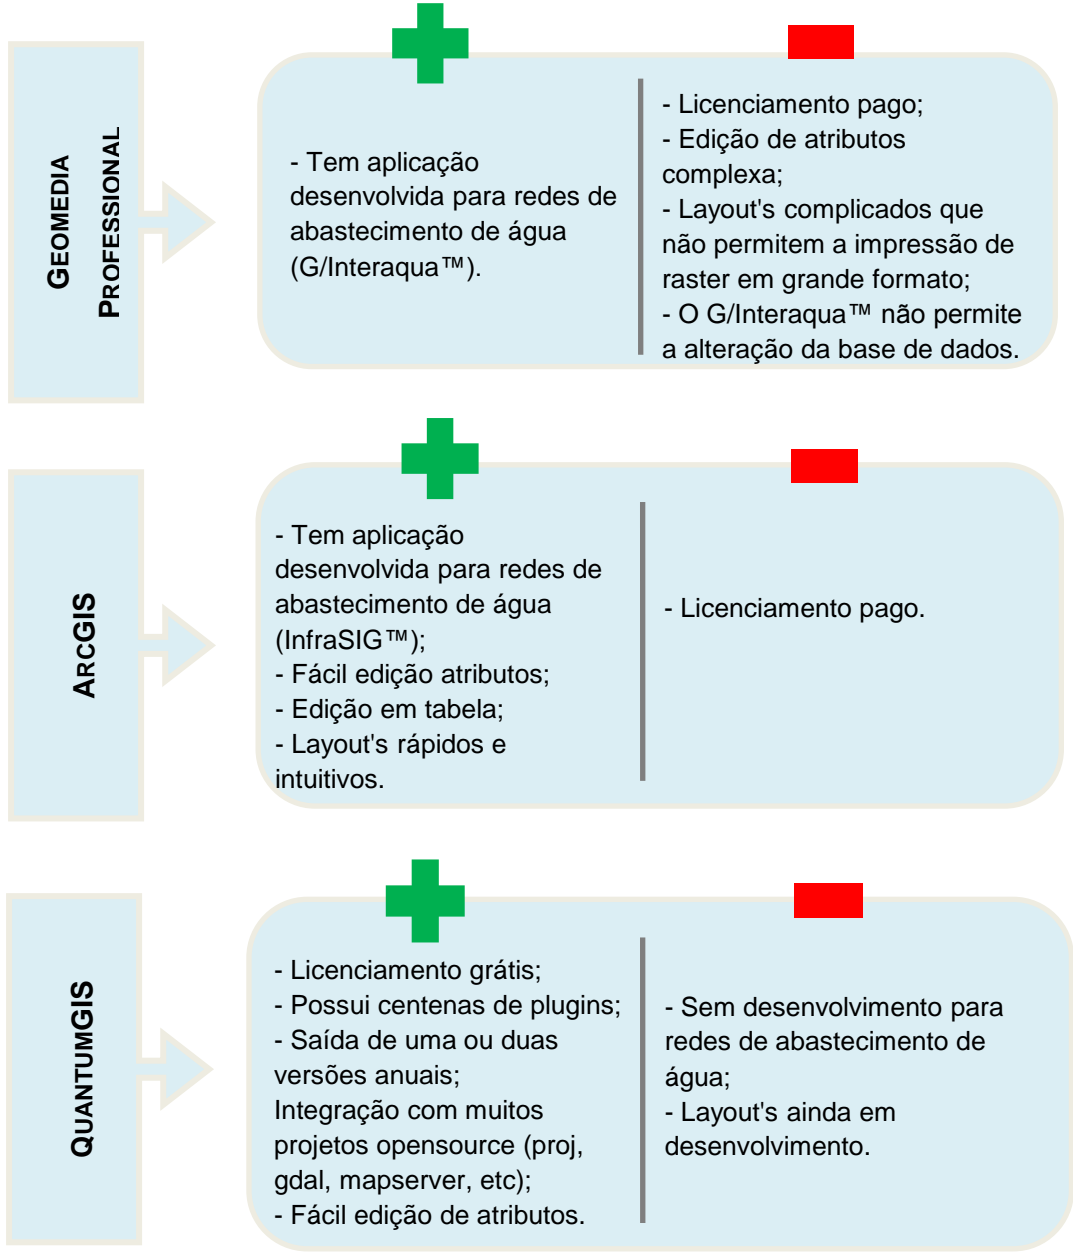 GEOMEDIA
PROFESSIONAL
- Tem aplicação
desenvolvida para redes de
abastecimento de água
(G/Interaqua™).
- Licenciamento pago;
- Edição de atributos
complexa;
- Layout's complicados que
não permitem a impressão de
raster em grande formato;
- O G/Interaqua™ não permite
a alteração da base de dados.
ARCGIS
- Tem aplicação
desenvolvida para redes de
abastecimento de água
(InfraSIG™);
- Fácil edição atributos;
- Edição em tabela;
- Layout's rápidos e
intuitivos.
- Licenciamento pago.
QUANTUMGIS
- Licenciamento grátis;
- Possui centenas de plugins;
- Saída de uma ou duas
versões anuais;
Integração com muitos
projetos opensource (proj,
gdal, mapserver, etc);
- Fácil edição de atributos.
- Sem desenvolvimento para
redes de abastecimento de
água;
- Layout's ainda em
desenvolvimento.